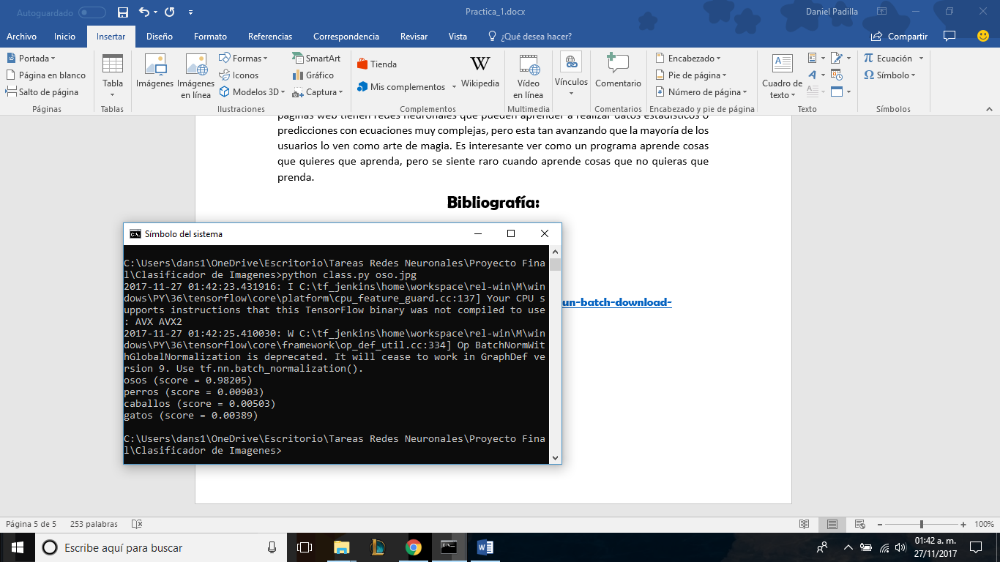 Autoguardado
Practica_1.docx
Daniel Padilla
Archivo Inicio Insertar Diseño Formato Referencias Correspondencia Revisar Vista ¿Qué desea hacer? Compartir
Portada
Página en blanco
Salto de página
Páginas
Tabla
Tablas
Imágenes
Imágenes en línea
Formas
Iconos
Modelos 3D
SmartArt
Gráfico
Captura
Ilustraciones
Tienda
Mis complementos
Wikipedia
Complementos
Vídeo en línea
Multimedia
Vínculos
Comentario
Comentarios
Encabezado
Pie de página
Número de página
Encabezado y pie de página
Cuadro de texto
Texto
Ecuación
Símbolo
Símbolos
páginas web tienen redes neuronales que pueden aprender a realizar datos estadísticos o
predicciones con ecuaciones muy complejas, pero esta tan avanzando que la mayoría de los
usuarios lo ven como arte de magia. Es interesante ver como un programa aprende cosas
que quieres que aprenda, pero se siente raro cuando aprende cosas que no quieras que
prenda.
Bibliografía:
un-batch-download-
Símbolo del sistema
C:\Users\dans1\OneDrive\Escritorio\Tareas Redes Neuronales\Proyecto Fina
l\Clasificador de Imagenes>python class.py oso.jpg
2017-11-27 01:42:23.431916: I C:\tf_jenkins\home\workspace\rel-win\M\win
dows\PY\36\tensorflow\core\platform\cpu_feature_guard.cc:137] Your CPU s
upports instructions that this TensorFlow binary was not compiled to use
: AVX AVX2
2017-11-27 01:42:25.410030: W C:\tf_jenkins\home\workspace\rel-win\M\win
dows\PY\36\tensorflow\core\framework\op_def_util.cc:334] Op BatchNormWit
hGlobalNormalization is deprecated. It will cease to work in GraphDef ve
rsion 9. Use tf.nn.batch_normalization().
osos (score = 0.98205)
perros (score = 0.00903)
caballos (score = 0.00503)
gatos (score = 0.00389)
C:\Users\dans1\OneDrive\Escritorio\Tareas Redes Neuronales\Proyecto Fina
l\Clasificador de Imagenes>
Página 5 de 5 253 palabras
100%
Escribe aquí para buscar
01:42 a. m.
27/11/2017